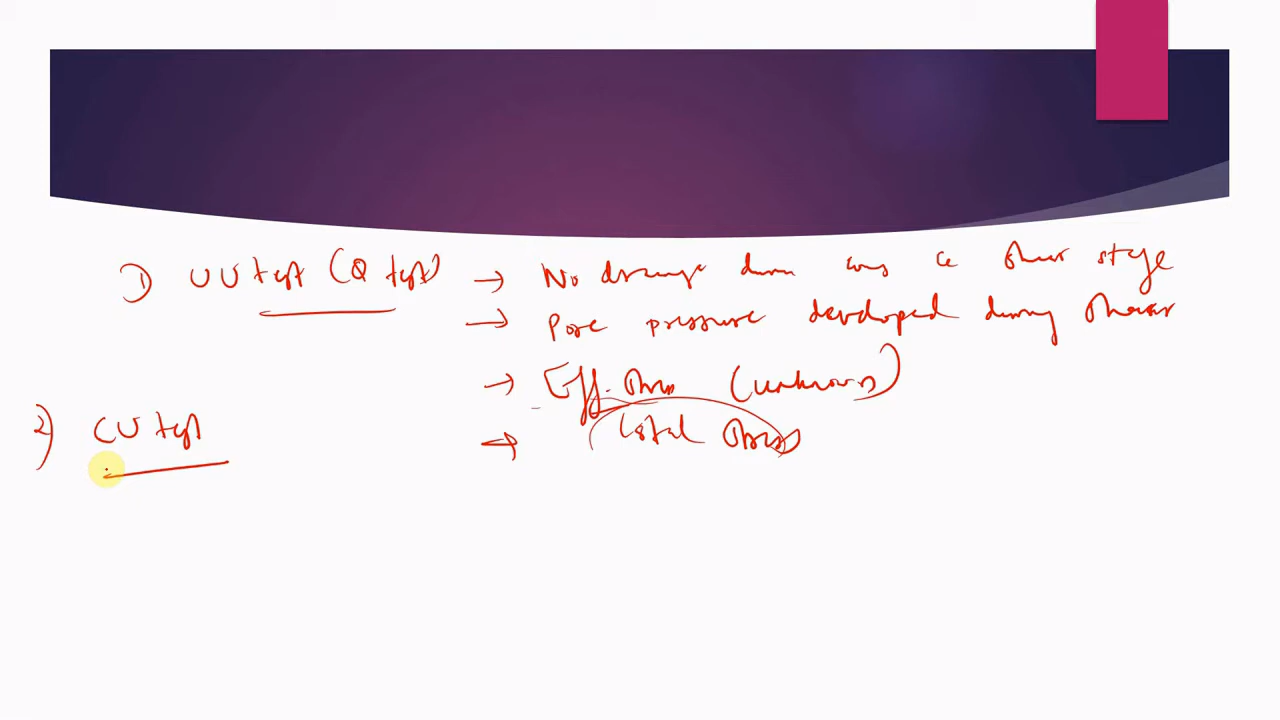 1) UU test (Q test) → No drainage during cons & shear stage
→ Pore pressure developed during shear
→ Eff. stress (unknown)
→ total stress
2) CU test